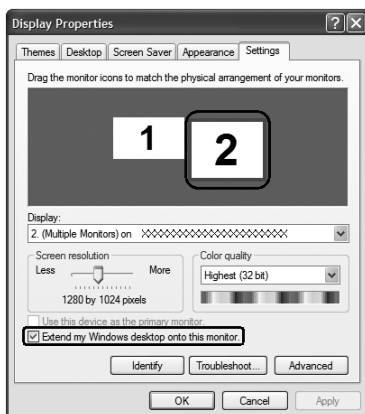 Display Properties
Themes Desktop Screen Saver Appearance Settings
Drag the monitor icons to match the physical arrangement of your monitors.
1 2
Display:
2. (Multiple Monitors) on XXXXXXXXXXXXXXXXXXXXXXXX
Screen resolution
Less More
1280 by 1024 pixels
Color quality
Highest (32 bit)
Use this device as the primary monitor.
Extend my Windows desktop onto this monitor.
Identify Troubleshoot... Advanced
OK Cancel Apply